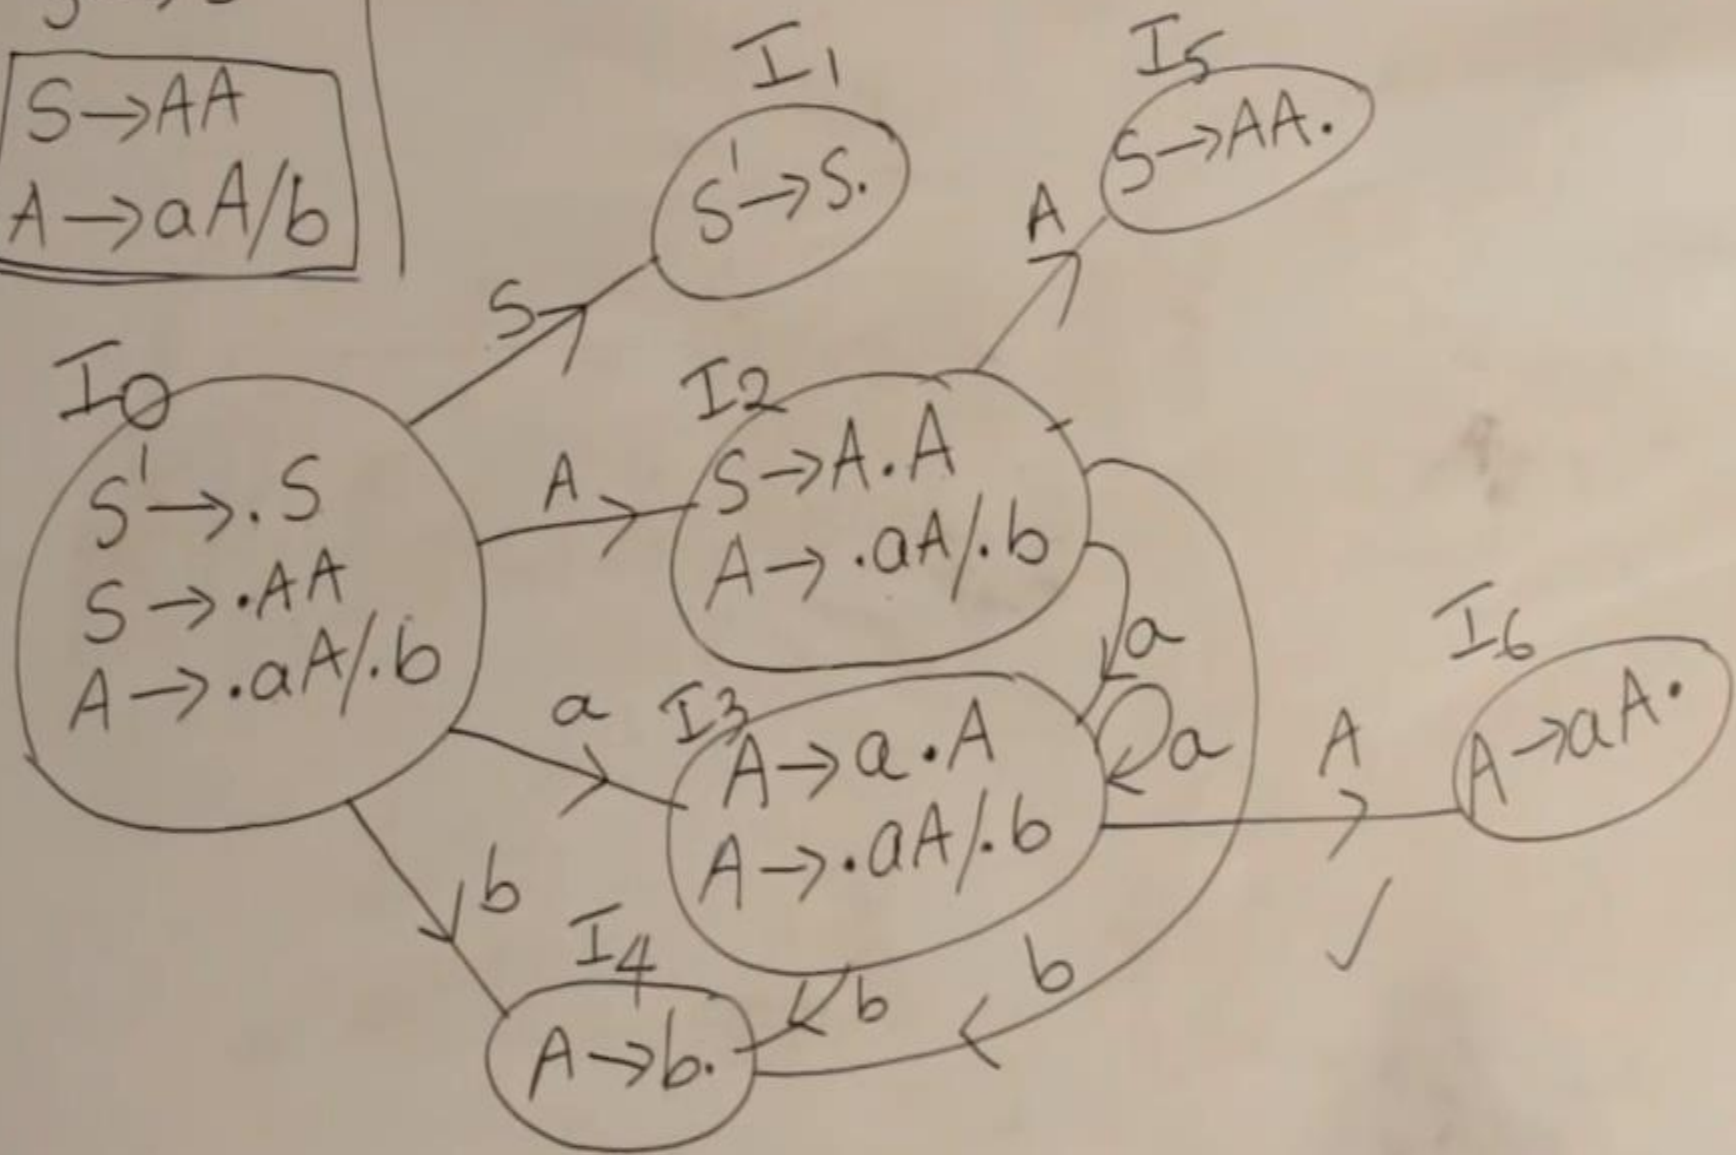 S→AA
A→aA/b
I1
S'→S.
I5
S→AA.
S
A
I0
S'→.S
S→.AA
A→.aA/.b
A
I2
S→A.A
A→.aA/.b
a
a
I3
A→a.A
A→.aA/.b
a
A
I6
A→aA.
b
I4
A→b.
b
b